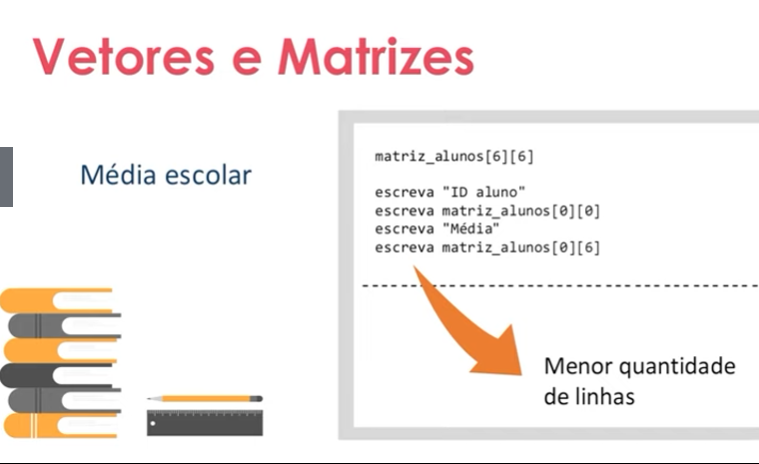 Vetores e Matrizes
Média escolar
matriz_alunos[6][6]
escreva "ID aluno"
escreva matriz_alunos[0][0]
escreva "Média"
escreva matriz_alunos[0][6]
Menor quantidade
de linhas